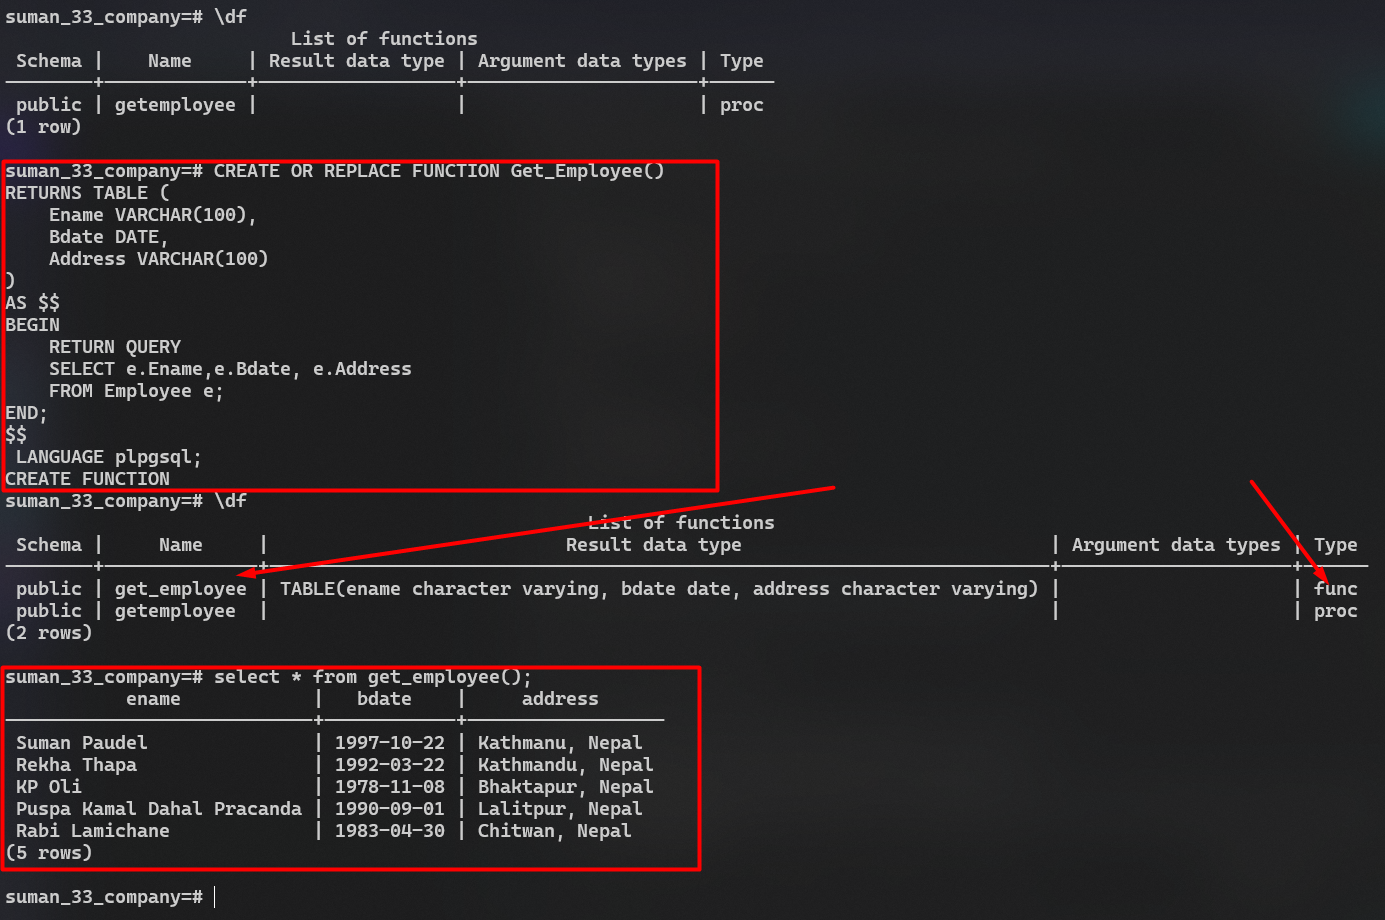 suman_33_company=# \df
List of functions
Schema | Name | Result data type | Argument data types | Type
--------+--------------+------------------+---------------------+------
public | getemployee | | | proc
(1 row)
suman_33_company=# CREATE OR REPLACE FUNCTION Get_Employee()
RETURNS TABLE (
Ename VARCHAR(100),
Bdate DATE,
Address VARCHAR(100)
)
AS $$
BEGIN
RETURN QUERY
SELECT e.Ename,e.Bdate, e.Address
FROM Employee e;
END;
$$
LANGUAGE plpgsql;
CREATE FUNCTION
suman_33_company=# \df
List of functions
Schema | Name | Result data type | Argument data types | Type
--------+--------------+----------------------------------------------------------------------+---------------------+------
public | get_employee | TABLE(ename character varying, bdate date, address character varying) | | func
public | getemployee | | | proc
(2 rows)
suman_33_company=# select * from get_employee();
ename | bdate | address
----------------------------+------------+------------------
Suman Paudel | 1997-10-22 | Kathmanu, Nepal
Rekha Thapa | 1992-03-22 | Kathmandu, Nepal
KP Oli | 1978-11-08 | Bhaktapur, Nepal
Puspa Kamal Dahal Pracanda | 1990-09-01 | Lalitpur, Nepal
Rabi Lamichane | 1983-04-30 | Chitwan, Nepal
(5 rows)
suman_33_company=#